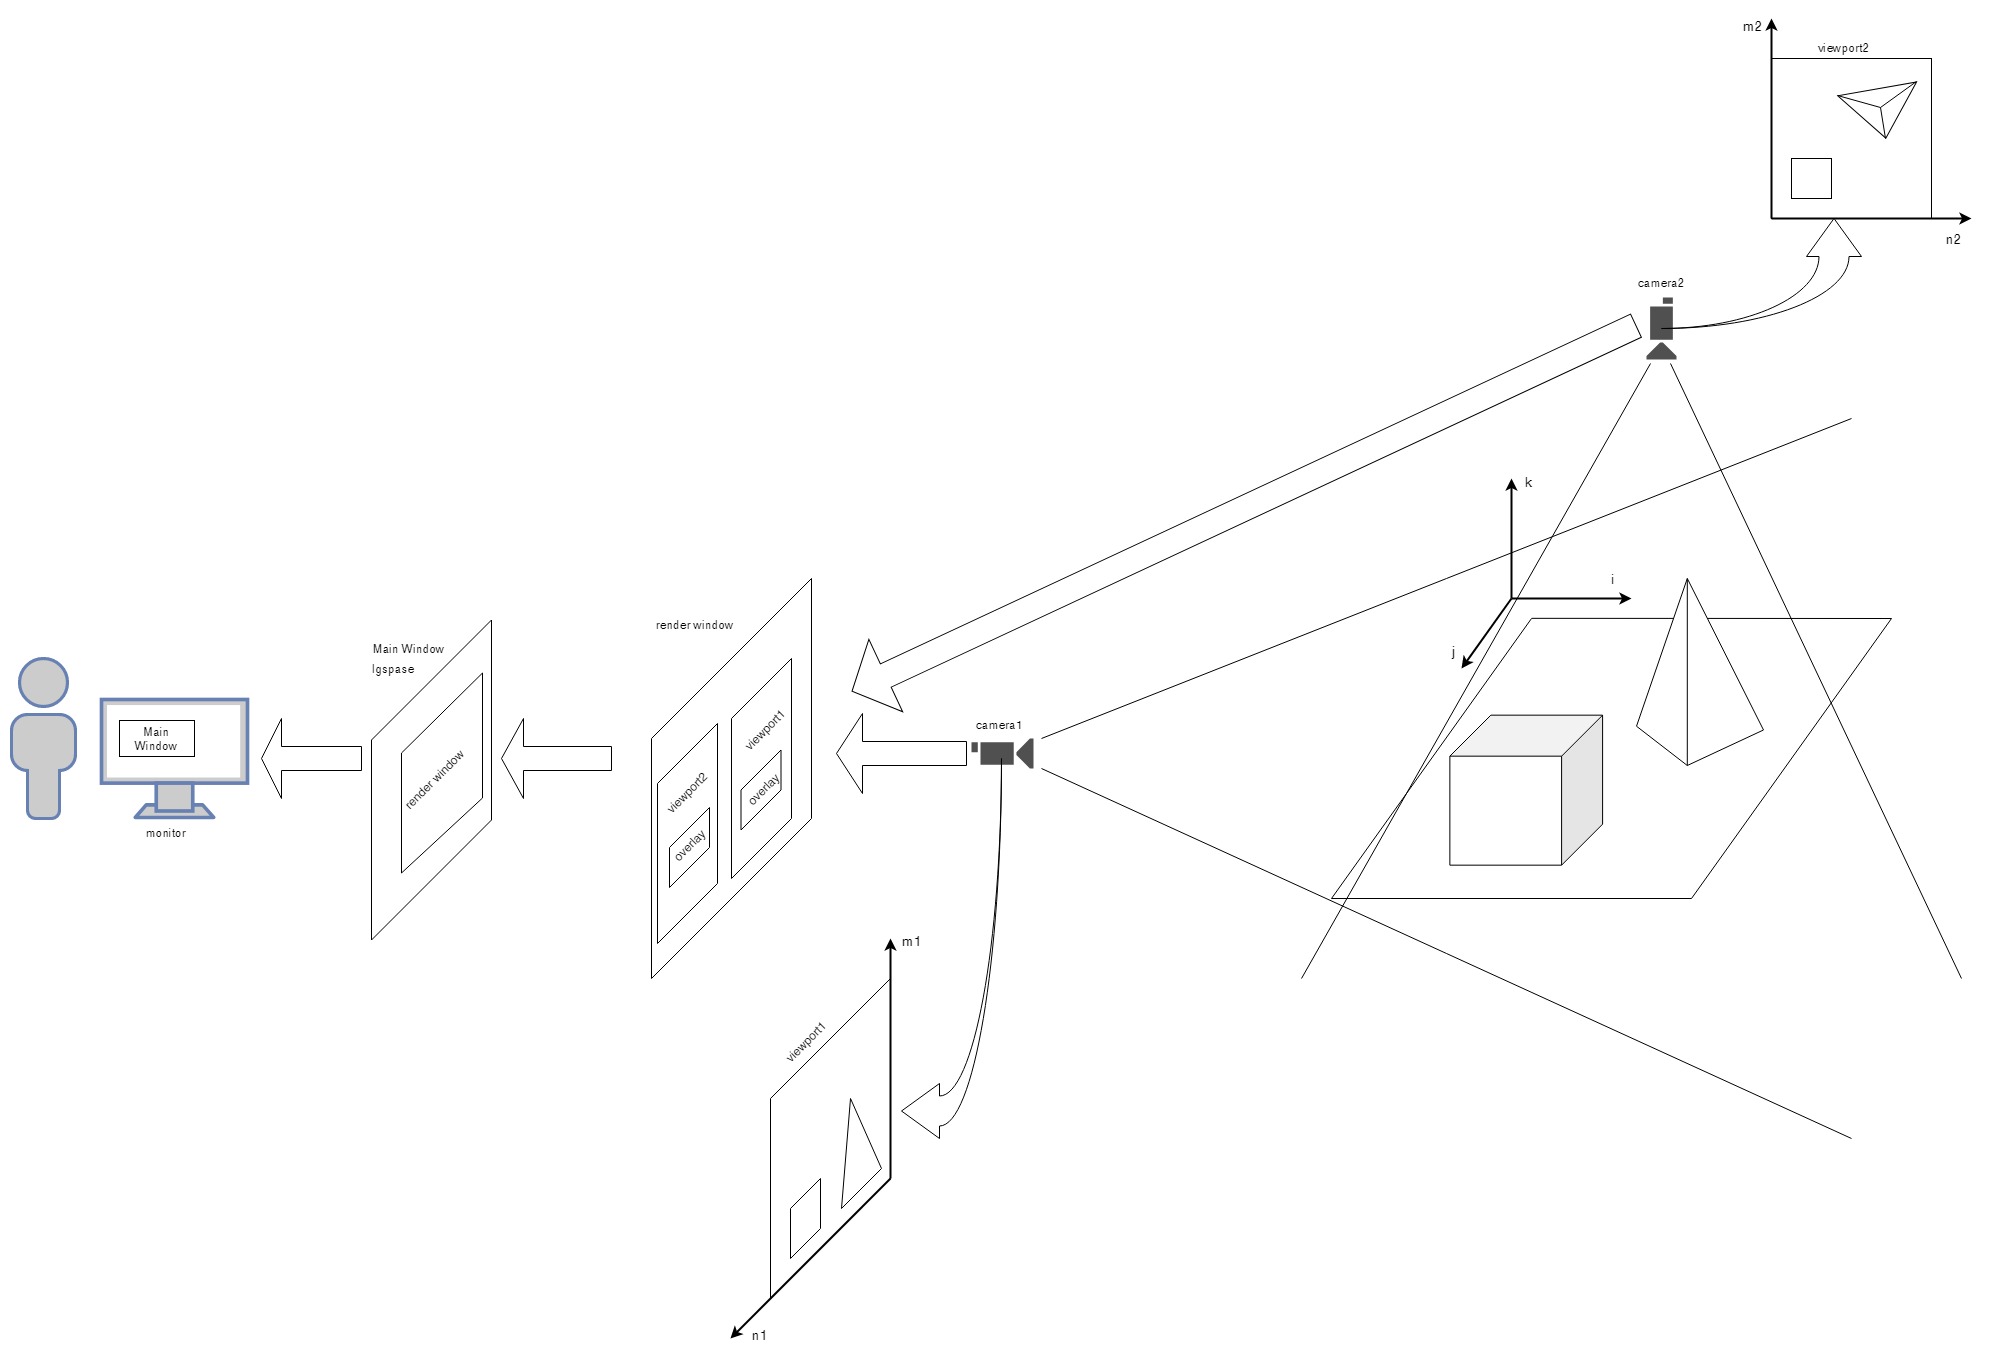 m2
viewport2
n2
camera2
k
i
j
render window
Main Window
lgspase
camera1
viewport1
Main
Window
render window
viewport2
overlay
overlay
monitor
m1
viewport1
n1